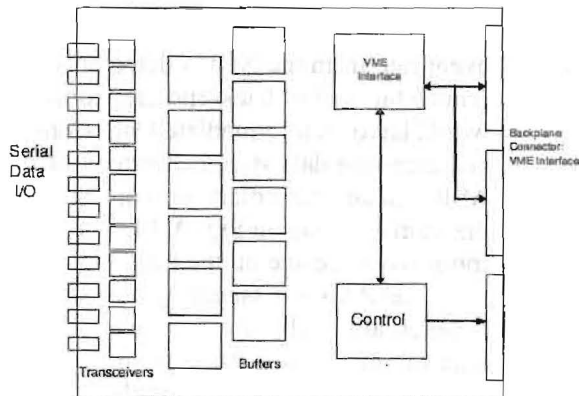 Serial
Data
I/O
VME
Interface
Backplane
Connector:
VME Interface
Control
Transceivers
Buffers